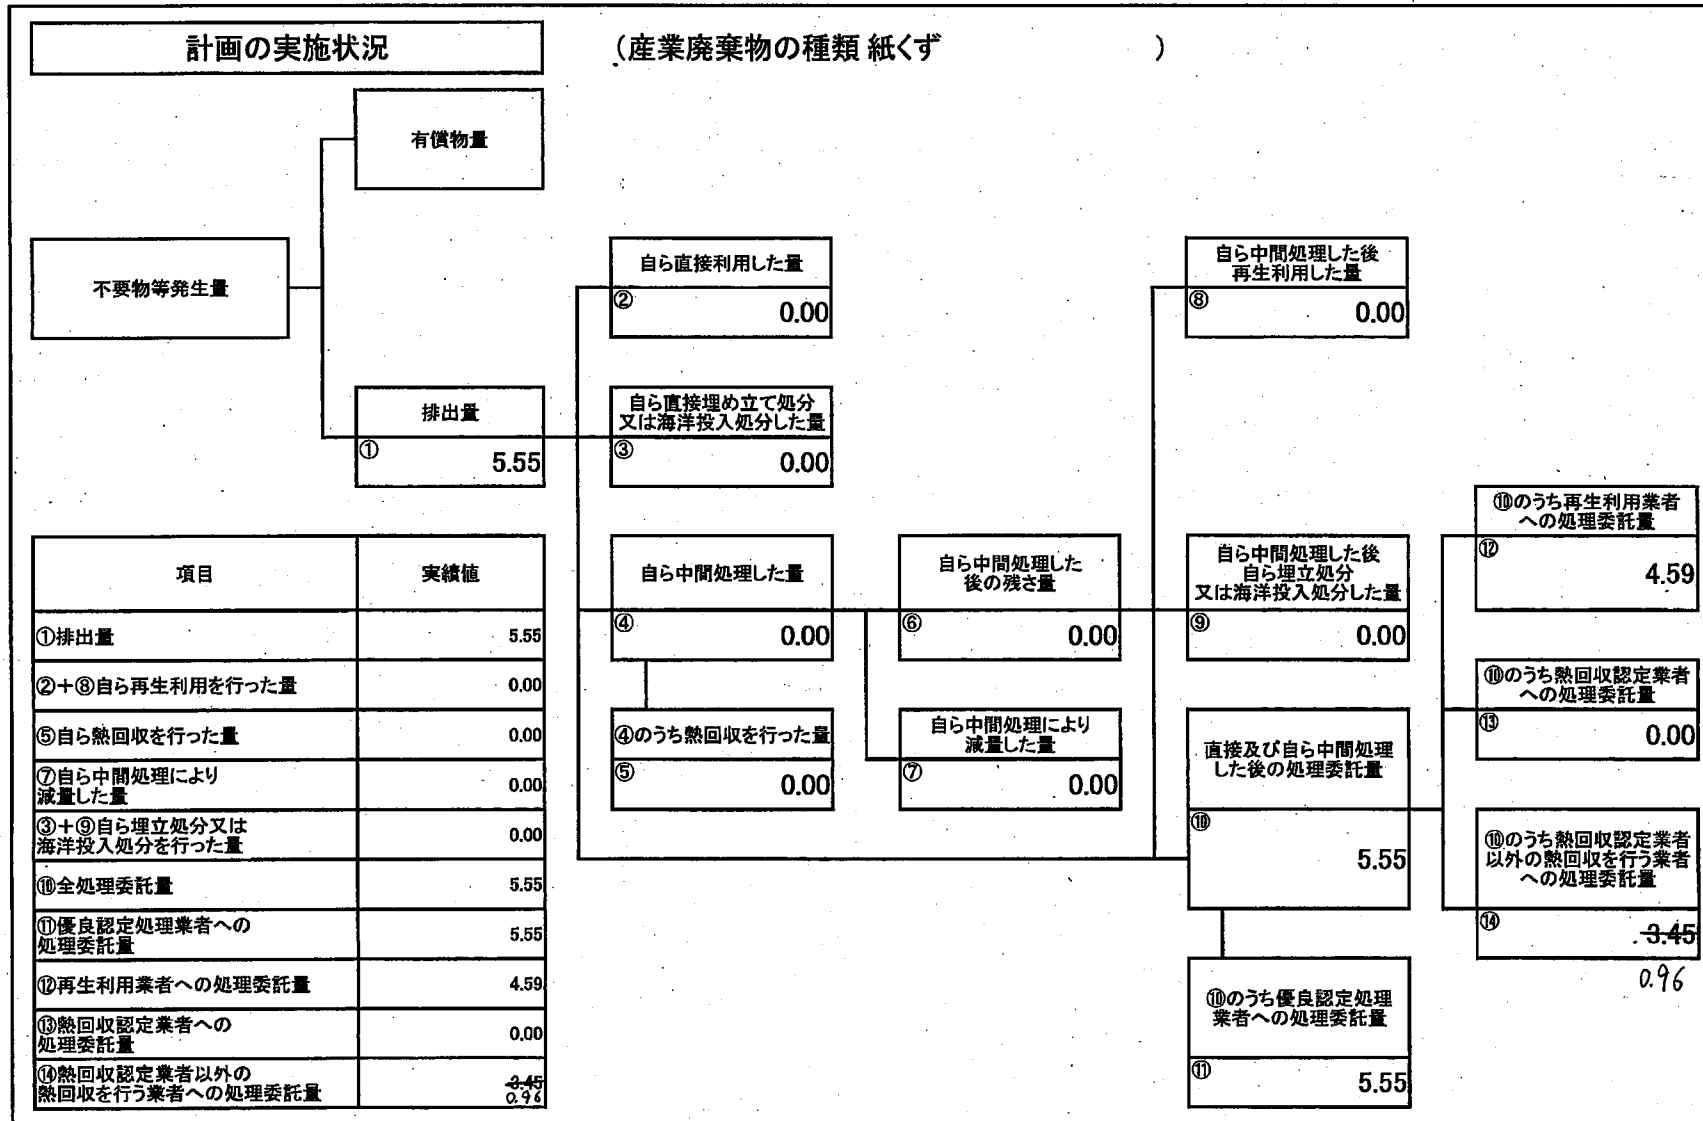 計画の実施状況
(産業廃棄物の種類 紙くず )
有償物量
不要物等発生量
排出量
① 5.55
自ら直接利用した量
② 0.00
自ら直接埋め立て処分
又は海洋投入処分した量
③ 0.00
自ら中間処理した量
④ 0.00
④のうち熱回収を行った量
⑤ 0.00
自ら中間処理した
後の残さ量
⑥ 0.00
自ら中間処理により
減量した量
⑦ 0.00
自ら中間処理した後
再生利用した量
⑧ 0.00
自ら中間処理した後
自ら埋立処分
又は海洋投入処分した量
⑨ 0.00
直接及び自ら中間処理
した後の処理委託量
⑩ 5.55
⑩のうち優良認定処理
業者への処理委託量
⑪ 5.55
⑩のうち再生利用業者
への処理委託量
⑫ 4.59
⑩のうち熱回収認定業者
への処理委託量
⑬ 0.00
⑩のうち熱回収認定業者
以外の熱回収を行う業者
への処理委託量
⑭ 3.45
0.96
項目 実績値
①排出量 5.55
②+⑧自ら再生利用を行った量 0.00
⑤自ら熱回収を行った量 0.00
⑦自ら中間処理により
減量した量 0.00
③+⑨自ら埋立処分又は
海洋投入処分を行った量 0.00
⑩全処理委託量 5.55
⑪優良認定処理業者への
処理委託量 5.55
⑫再生利用業者への処理委託量 4.59
⑬熱回収認定業者への
処理委託量 0.00
⑭熱回収認定業者以外の
熱回収を行う業者への処理委託量 3.45
0.96